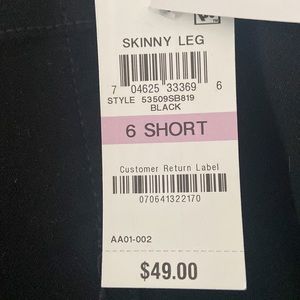 SKINNY LEG
7 04625 33369 6
STYLE 53509SB819
BLACK
6 SHORT
Customer Return Label
070641322170
AA01-002
$49.00